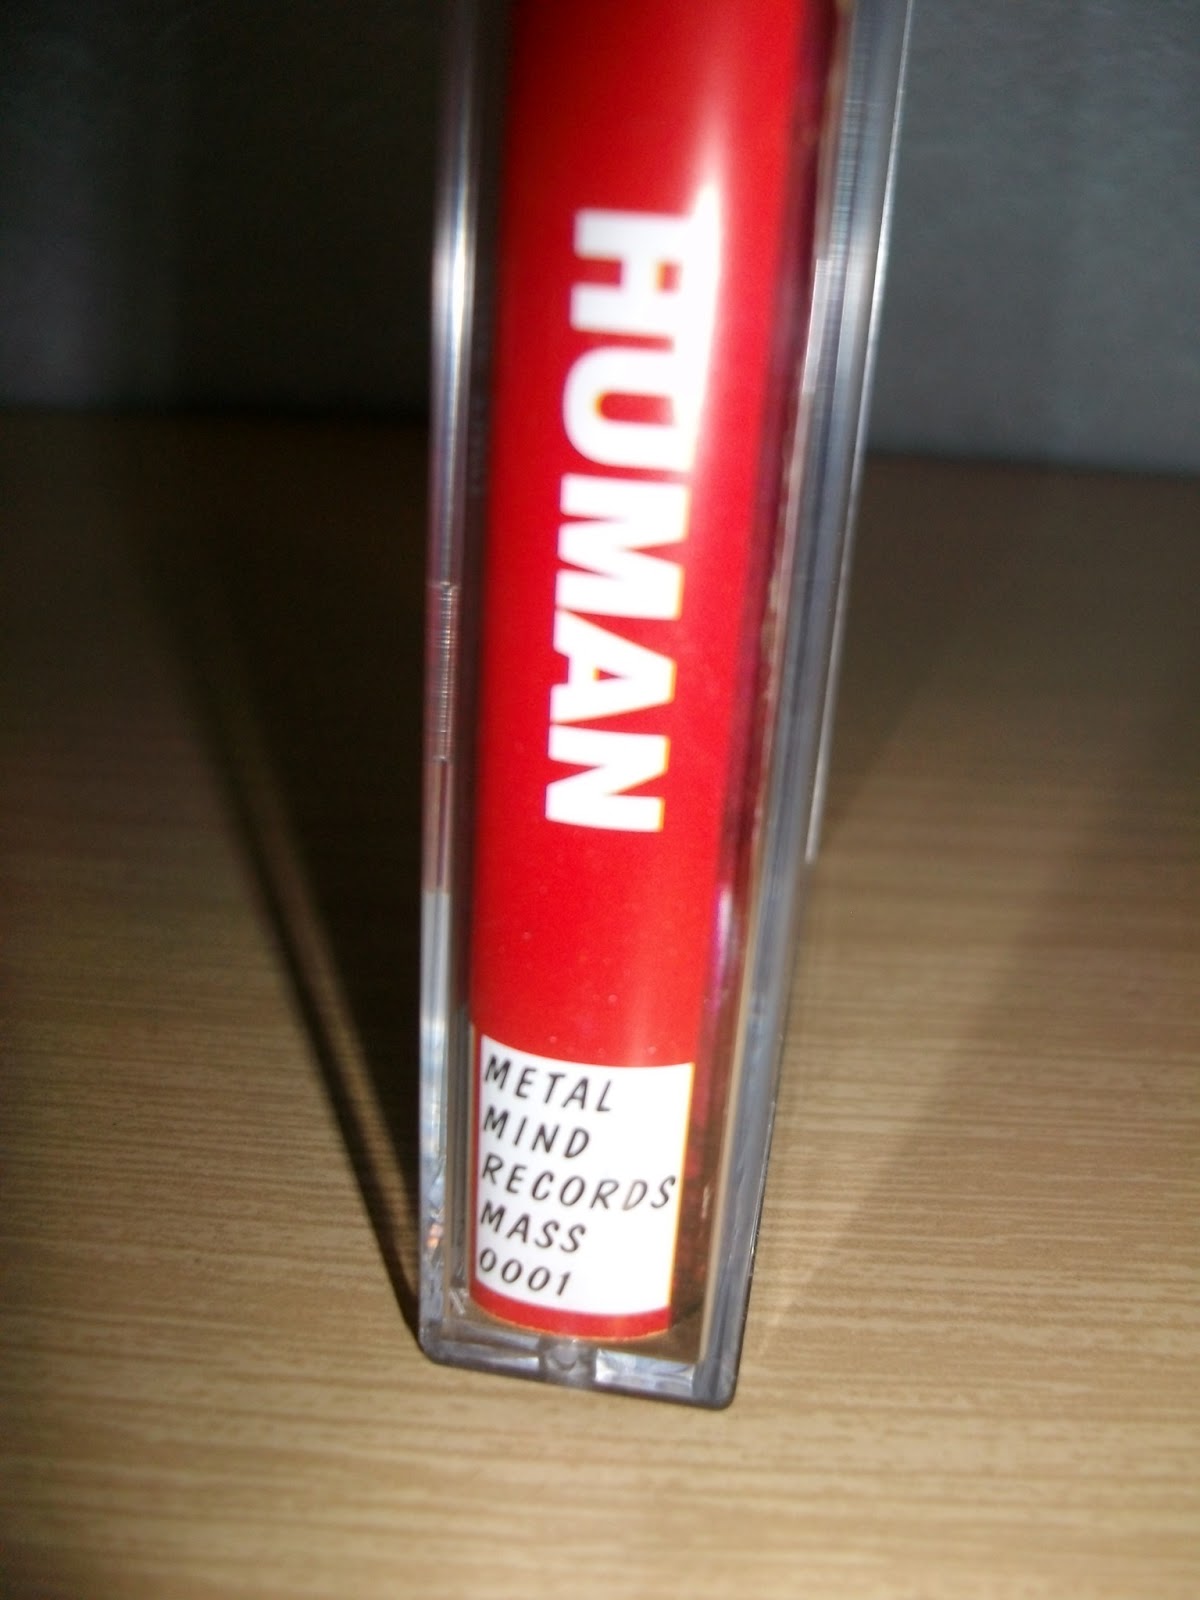 HUMAN
METAL
MIND
RECORDS
MASS
0001